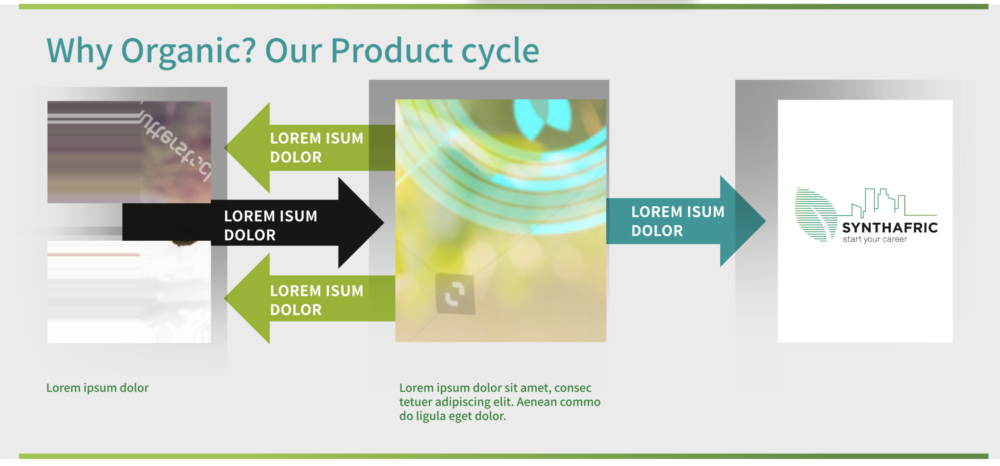 Why Organic? Our Product cycle
LOREM ISUM
DOLOR
LOREM ISUM
DOLOR
LOREM ISUM
DOLOR
LOREM ISUM
DOLOR
SYNTHAFRIC
start your career
Lorem ipsum dolor
Lorem ipsum dolor sit amet, consec
tetuer adipiscing elit. Aenean commo
do ligula eget dolor.